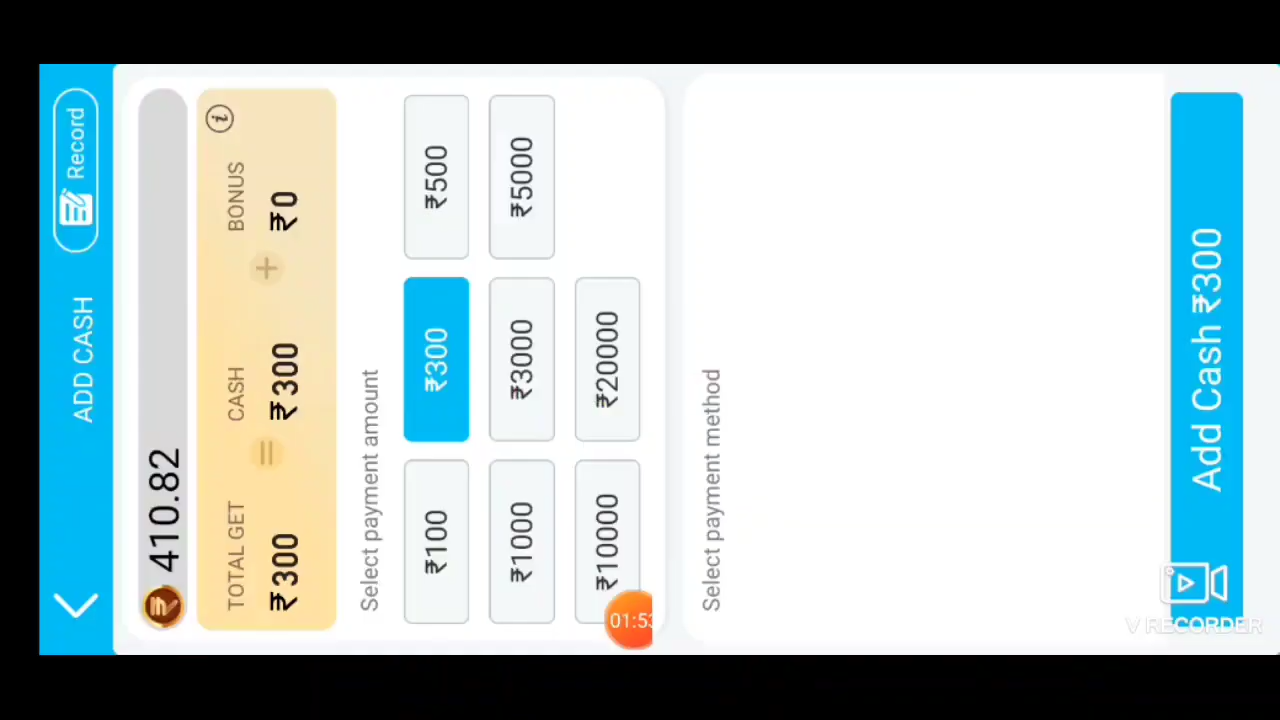 ADD CASH
Record
410.82
TOTAL GET = CASH + BONUS
₹300 ₹300 ₹0
Select payment amount
₹100 ₹300 ₹500
₹1000 ₹3000 ₹5000
₹10000 ₹20000
01:53
Select payment method
Add Cash ₹300
V RECORDER